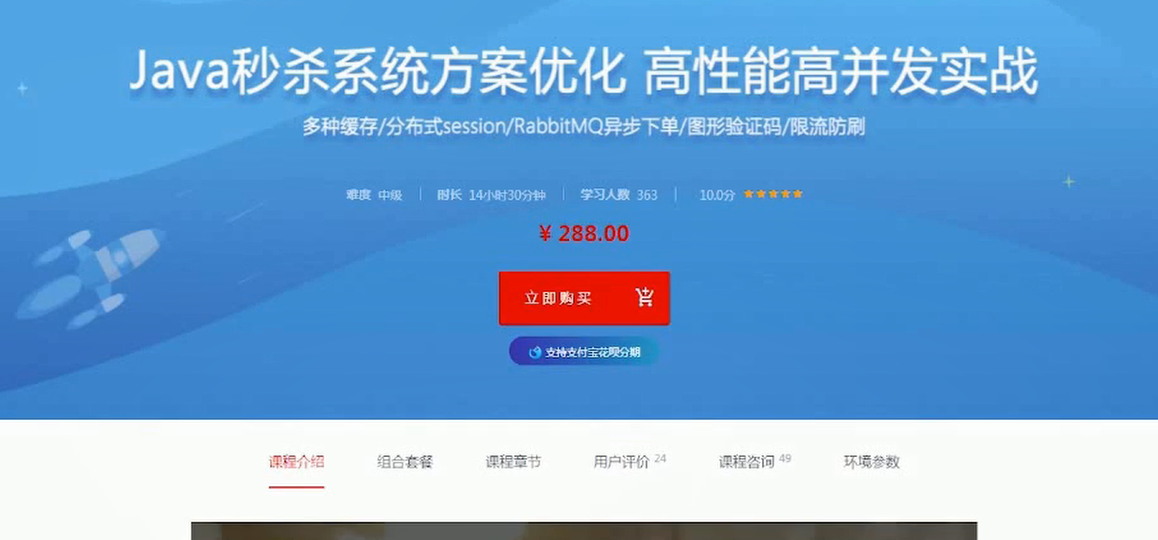 Java秒杀系统方案优化 高性能高并发实战
多种缓存/分布式session/RabbitMQ异步下单/图形验证码/限流防刷
难度 中级 时长 14小时30分钟 学习人数 363 10.0分
¥ 288.00
立即购买
支持支付宝花呗分期
课程介绍 组合套餐 课程章节 用户评价 24 课程咨询 49 环境参数